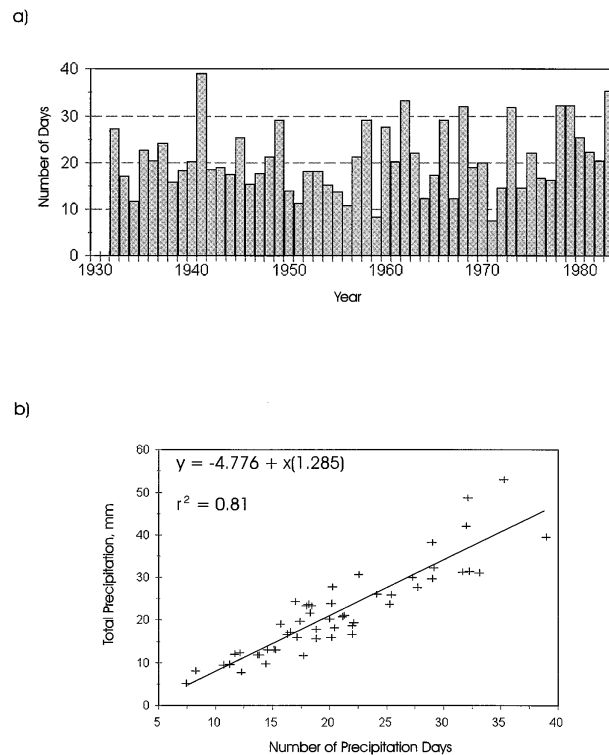 a)
40
30
20
10
0
Number of Days
1930 1940 1950 1960 1970 1980
Year
b)
60
50
40
30
20
10
0
Total Precipitation, mm
y = -4.776 + x(1.285)
r² = 0.81
5 10 15 20 25 30 35 40
Number of Precipitation Days